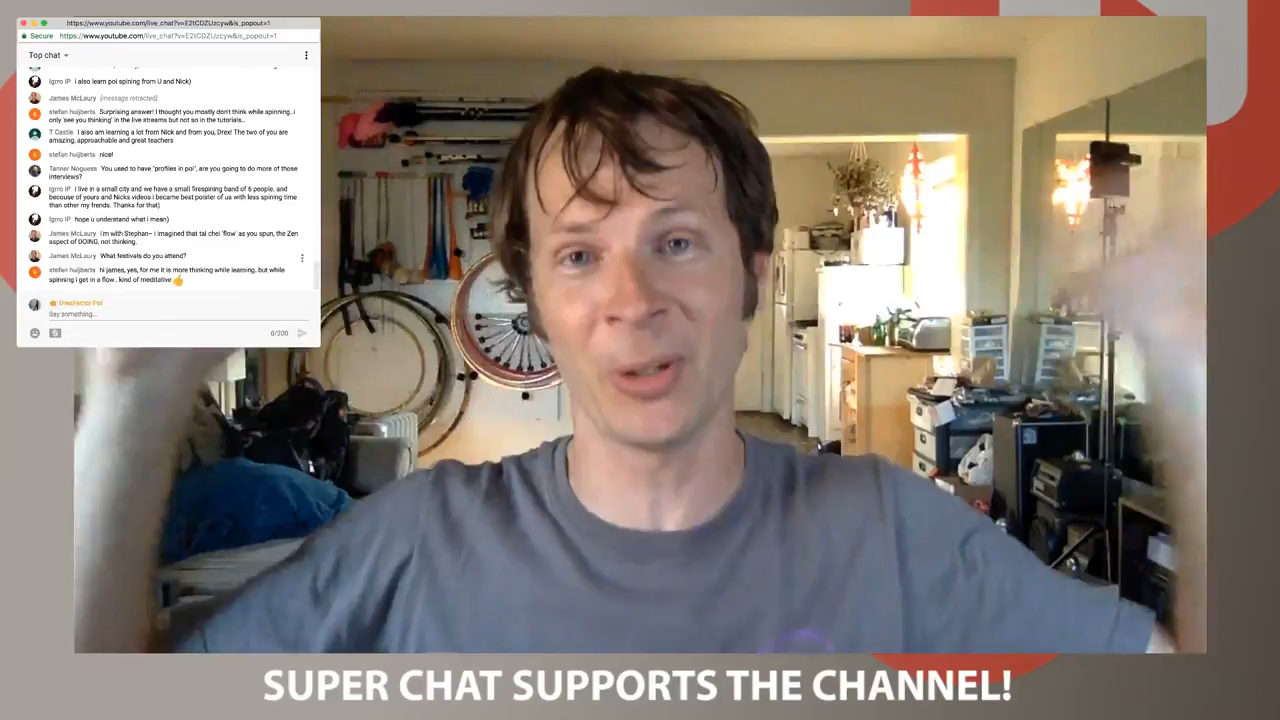 https://www.youtube.com/live_chat?v=E2tCDZUzcyw&is_popout=1
Secure https://www.youtube.com/live_chat?v=E2tCDZUzcyw&is_popout=1
Top chat
Igrro IP i also learn poi spining from U and Nick)
James McLaury [message retracted]
stefan huijberts Surprising answer! I thought you mostly don't think while spinning..i
only 'see you thinking' in the live streams but not so in the tutorials..
T Castle I also am learning a lot from Nick and from you, Drex! The two of you are
amazing, approachable and great teachers
stefan huijberts nice!
Tanner Noguess You used to have "profiles in poi", are you going to do more of those
interviews?
Igrro IP I live in a small city and we have a small firespining band of 6 people, and
becouse of yours and Nicks videos i became best poister of us with less spining time
than other my frends. Thanks for that)
Igrro IP hope u understand what i mean)
James McLaury i'm with Stephan-- i imagined that tai chei 'flow' as you spun, the Zen
aspect of DOING, not thinking.
James McLaury What festivals do you attend?
stefan huijberts hi james, yes, for me it is more thinking while learning.. but while
spinning i get in a flow.. kind of meditative
DrexFactor Poi
Say something...
0/200
SUPER CHAT SUPPORTS THE CHANNEL!